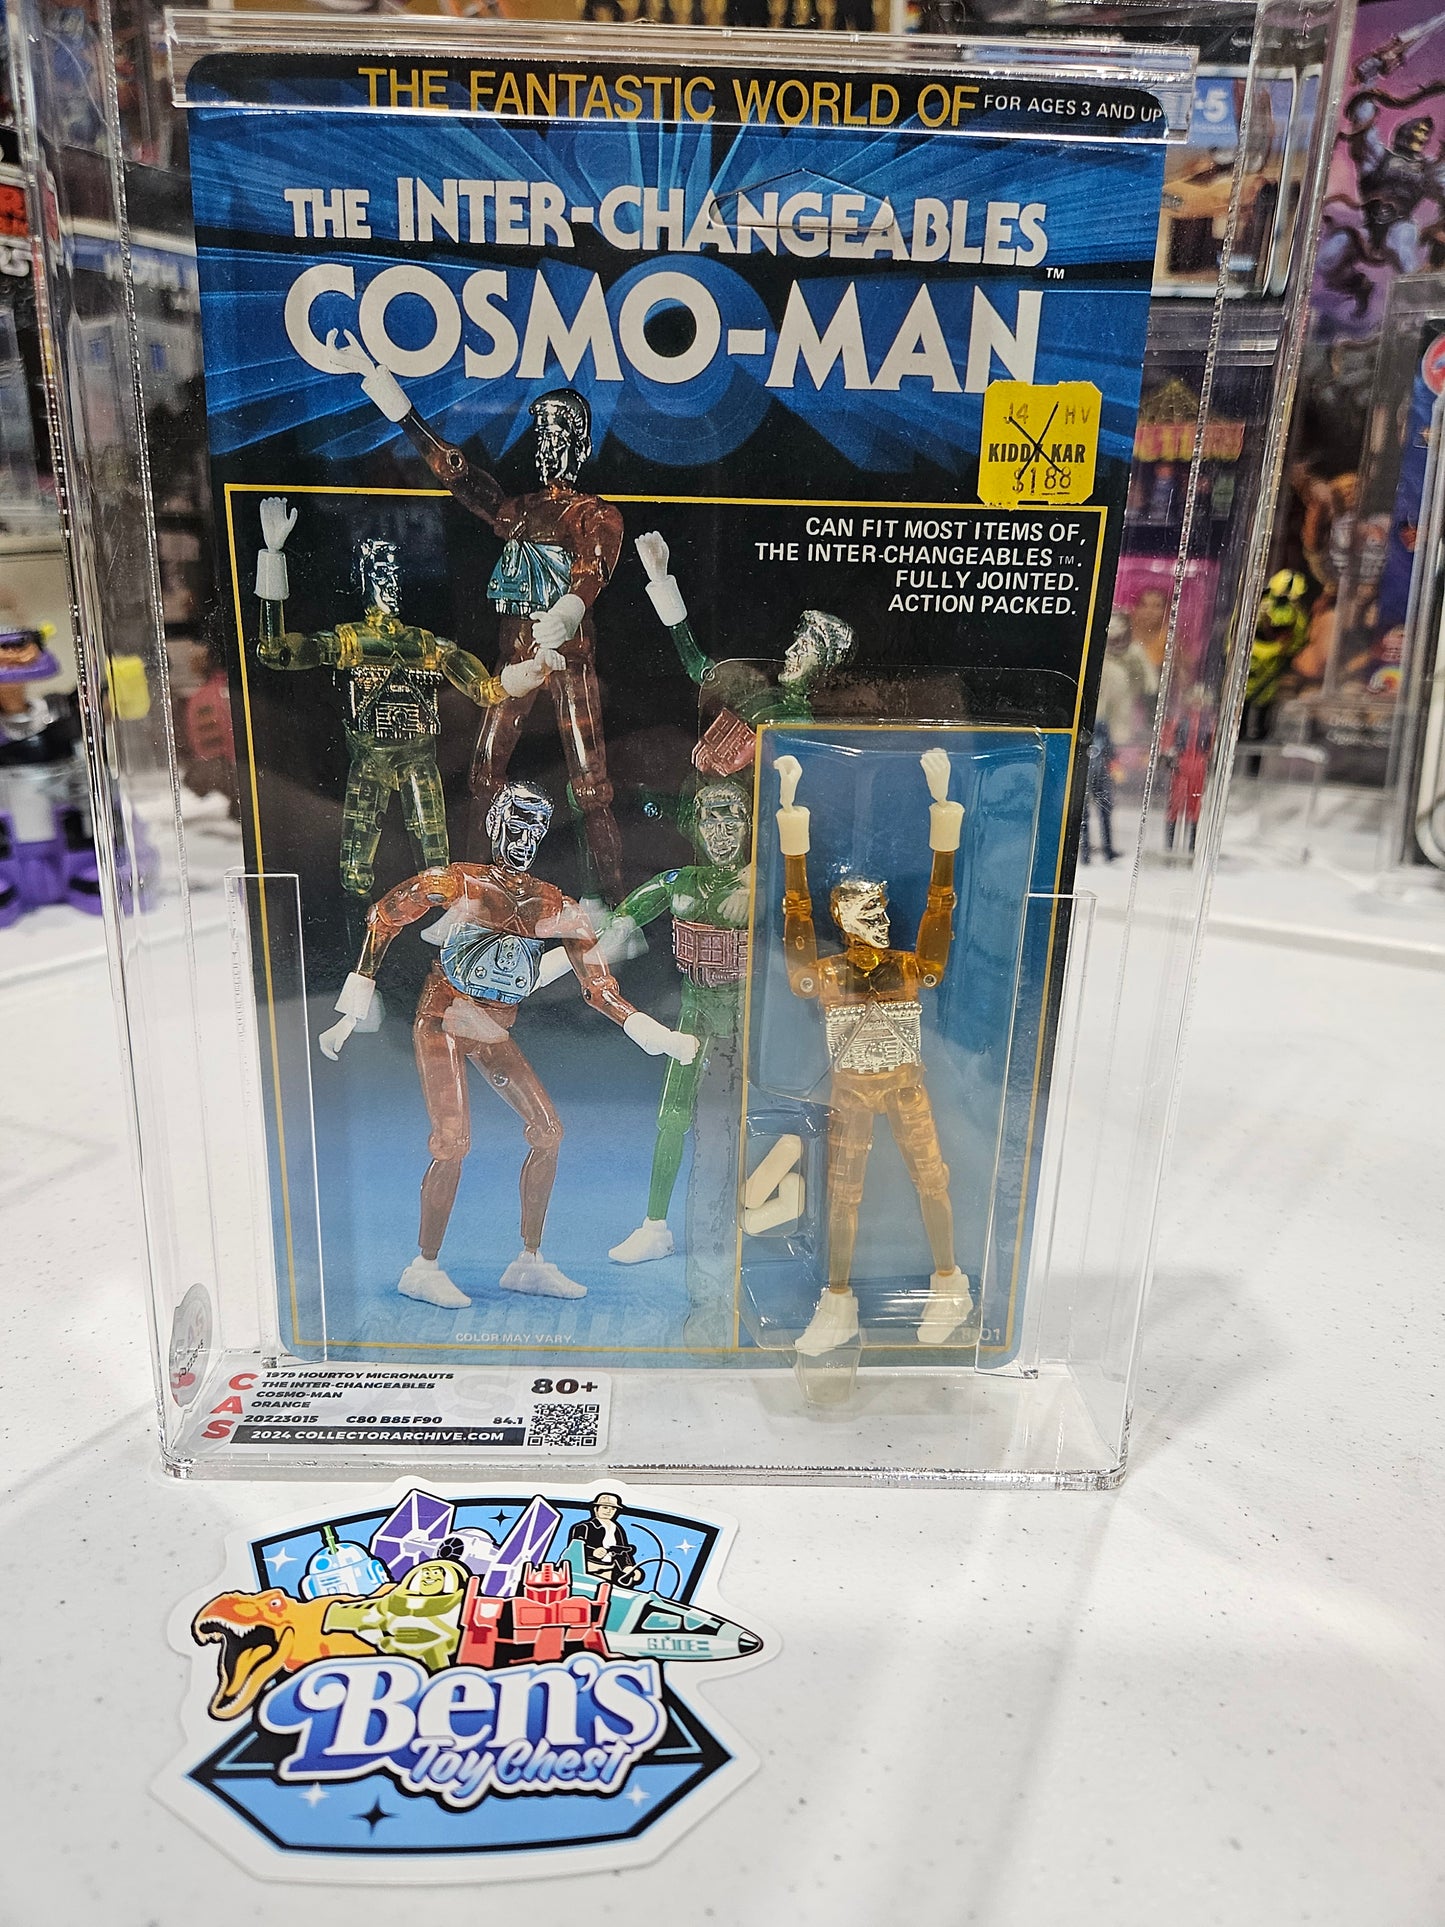 THE FANTASTIC WORLD OF
FOR AGES 3 AND UP
THE INTER-CHANGEABLES
COSMO-MAN™
J4 HV
KIDDY KAR
$1 88
CAN FIT MOST ITEMS OF,
THE INTER-CHANGEABLES TM.
FULLY JOINTED.
ACTION PACKED.
COLOR MAY VARY.
CAS
1979 HOURTOY MICRONAUTS
THE INTER-CHANGEABLES
COSMO-MAN
ORANGE
80+
20223015 C80 B85 F90 84.1
2024 COLLECTORARCHIVE.COM
G.I.JOE
Ben's
Toy Chest